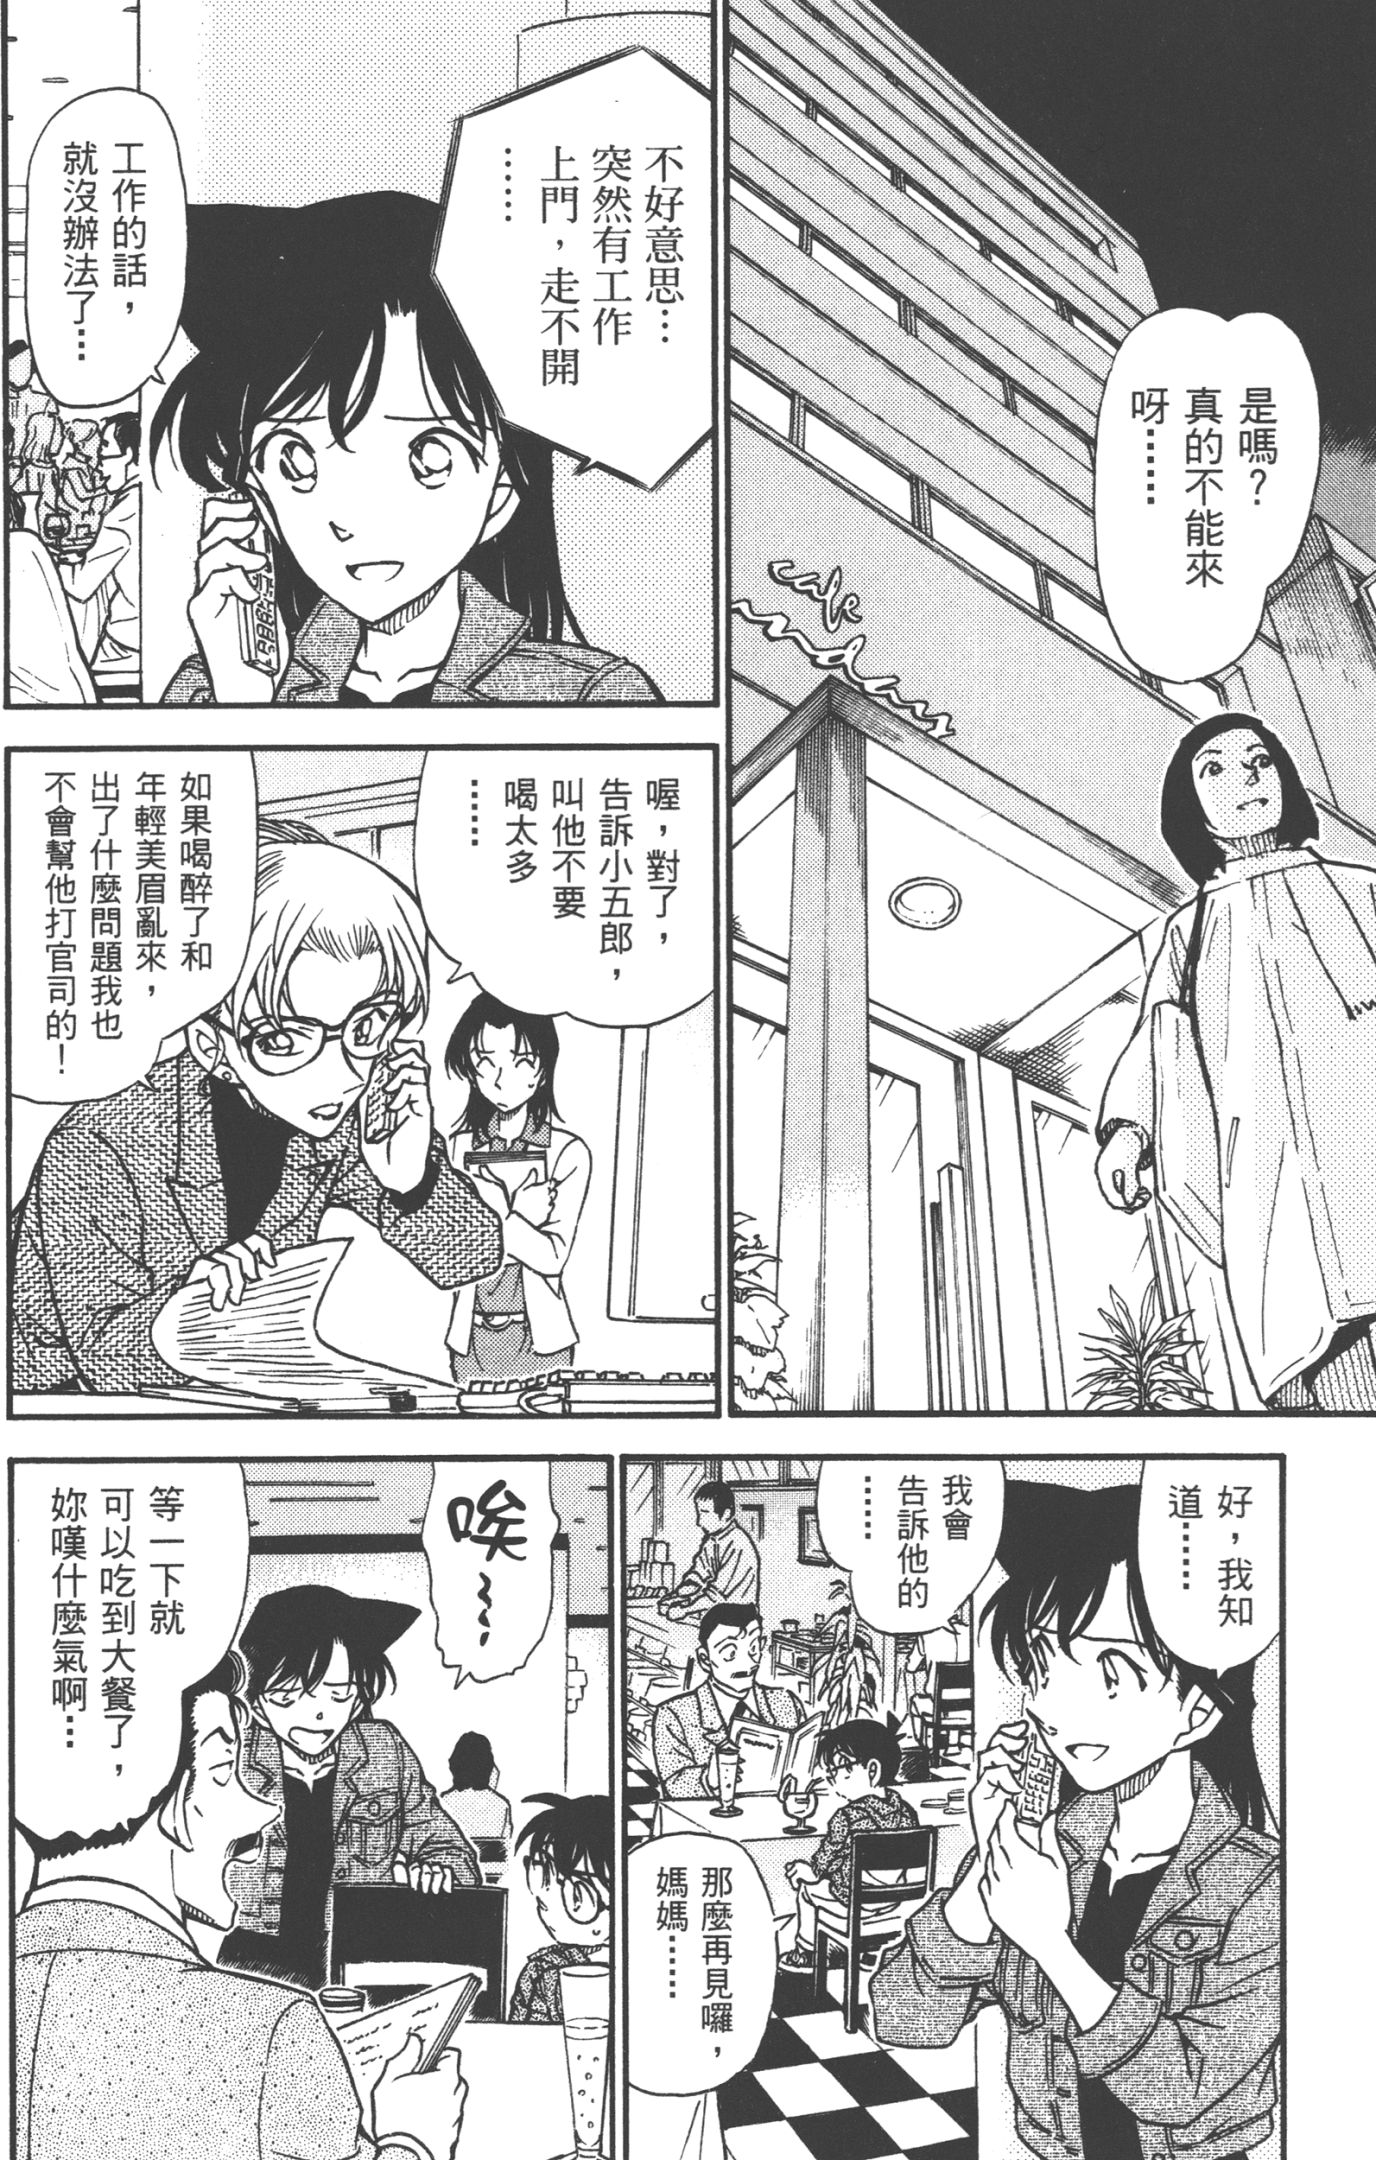 是嗎?
真的不能來
呀……
Cafe
不好意思…
突然有工作
上門，走不開
……
工作的話，
就沒辦法了…
喔，對了，
告訴小五郎，
叫他不要
喝太多
……
如果喝醉了和
年輕美眉亂來，
出了什麼問題我也
不會幫他打官司的！
好，我知
道……
我會
告訴他的
……
那麼再見囉，
媽媽……
唉~~
等一下就
可以吃到大餐了，
妳嘆什麼氣啊…